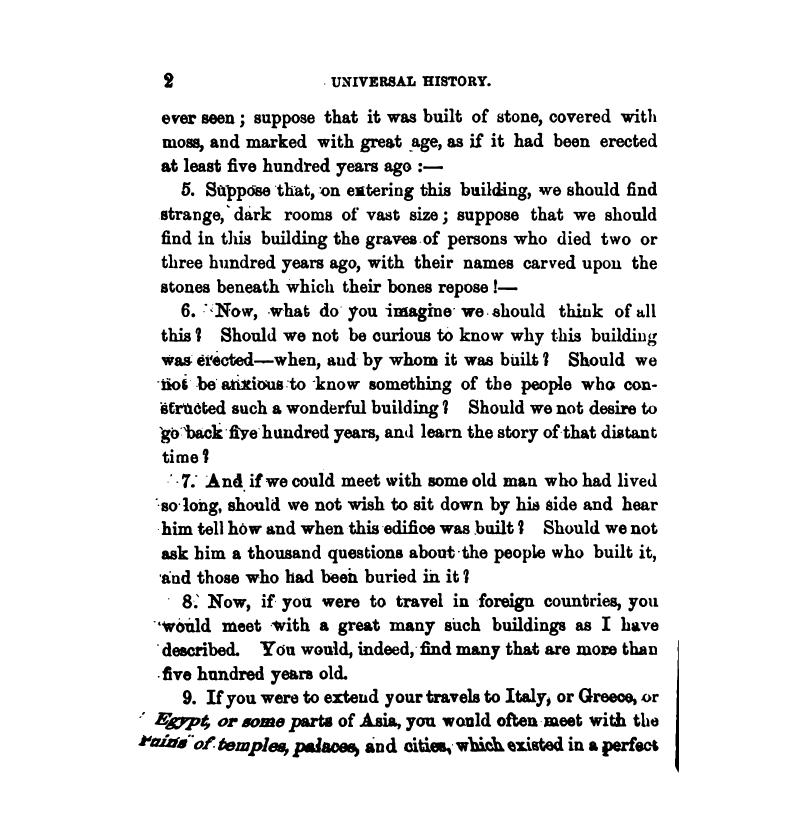 2 UNIVERSAL HISTORY.
ever seen; suppose that it was built of stone, covered with
moss, and marked with great age, as if it had been erected
at least five hundred years ago :—
5. Suppose that, on entering this building, we should find
strange, dark rooms of vast size; suppose that we should
find in this building the graves of persons who died two or
three hundred years ago, with their names carved upon the
stones beneath which their bones repose!—
6. Now, what do you imagine we should think of all
this? Should we not be curious to know why this building
was erected—when, and by whom it was built? Should we
not be anxious to know something of the people who con-
structed such a wonderful building? Should we not desire to
go back five hundred years, and learn the story of that distant
time?
7. And if we could meet with some old man who had lived
so long, should we not wish to sit down by his side and hear
him tell how and when this edifice was built? Should we not
ask him a thousand questions about the people who built it,
and those who had been buried in it?
8. Now, if you were to travel in foreign countries, you
would meet with a great many such buildings as I have
described. You would, indeed, find many that are more than
five hundred years old.
9. If you were to extend your travels to Italy, or Greece, or
Egypt, or some parts of Asia, you would often meet with the
ruins of temples, palaces, and cities, which existed in a perfect